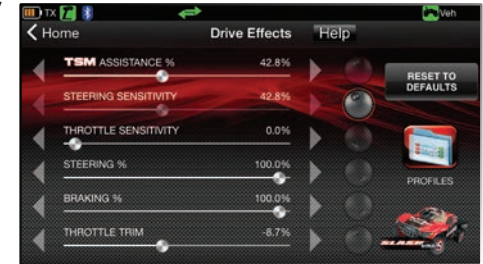 TX Veh
Home Drive Effects Help
TSM ASSISTANCE % 42.8%
RESET TO DEFAULTS
STEERING SENSITIVITY 42.8%
THROTTLE SENSITIVITY 0.0%
STEERING % 100.0%
PROFILES
BRAKING % 100.0%
THROTTLE TRIM -8.7%
SLASH